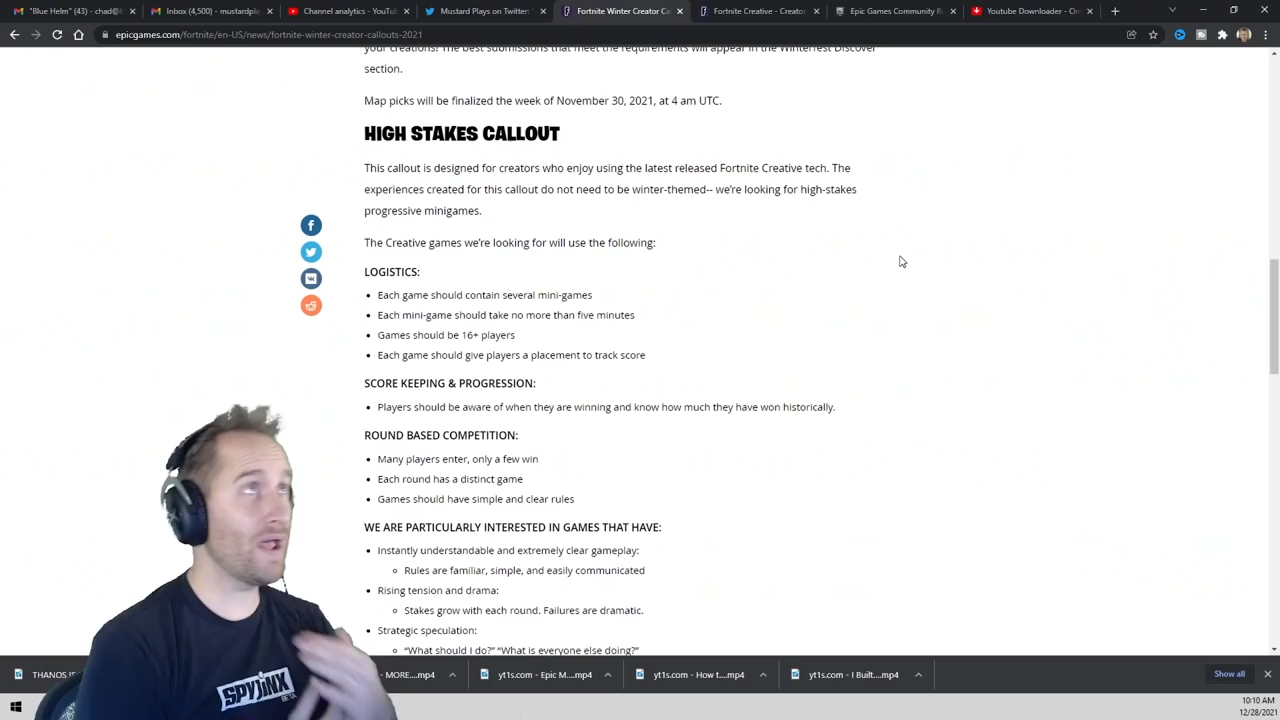 "Blue Helm" (43) - chad@l
Inbox (4,500) - mustardpl
Channel analytics - YouTu
Mustard Plays on Twitter:
Fortnite Winter Creator Ca
Fortnite Creative - Creator
Epic Games Community R
Youtube Downloader - On
epicgames.com/fortnite/en-US/news/fortnite-winter-creator-callouts-2021
your creations! The best submissions that meet the requirements will appear in the Winterfest Discover
section.
Map picks will be finalized the week of November 30, 2021, at 4 am UTC.
HIGH STAKES CALLOUT
This callout is designed for creators who enjoy using the latest released Fortnite Creative tech. The
experiences created for this callout do not need to be winter-themed-- we're looking for high-stakes
progressive minigames.
The Creative games we're looking for will use the following:
LOGISTICS:
Each game should contain several mini-games
Each mini-game should take no more than five minutes
Games should be 16+ players
Each game should give players a placement to track score
SCORE KEEPING & PROGRESSION:
Players should be aware of when they are winning and know how much they have won historically.
ROUND BASED COMPETITION:
Many players enter, only a few win
Each round has a distinct game
Games should have simple and clear rules
WE ARE PARTICULARLY INTERESTED IN GAMES THAT HAVE:
Instantly understandable and extremely clear gameplay:
Rules are familiar, simple, and easily communicated
Rising tension and drama:
Stakes grow with each round. Failures are dramatic.
Strategic speculation:
"What should I do?" "What is everyone else doing?"
SPYJINX
BETA
THANOS
- MORE....mp4
yt1s.com - Epic M....mp4
yt1s.com - How t....mp4
yt1s.com - I Built....mp4
Show all
10:10 AM
12/28/2021